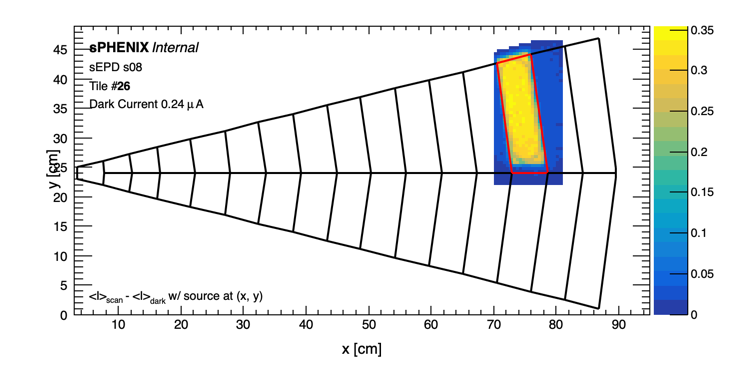 sPHENIX Internal
sEPD s08
Tile #26
Dark Current 0.24 μA
<I>scan - <I>dark w/ source at (x, y)
y [cm]
45
40
35
30
25
20
15
10
5
0
10 20 30 40 50 60 70 80 90
x [cm]
0.35
0.3
0.25
0.2
0.15
0.1
0.05
0